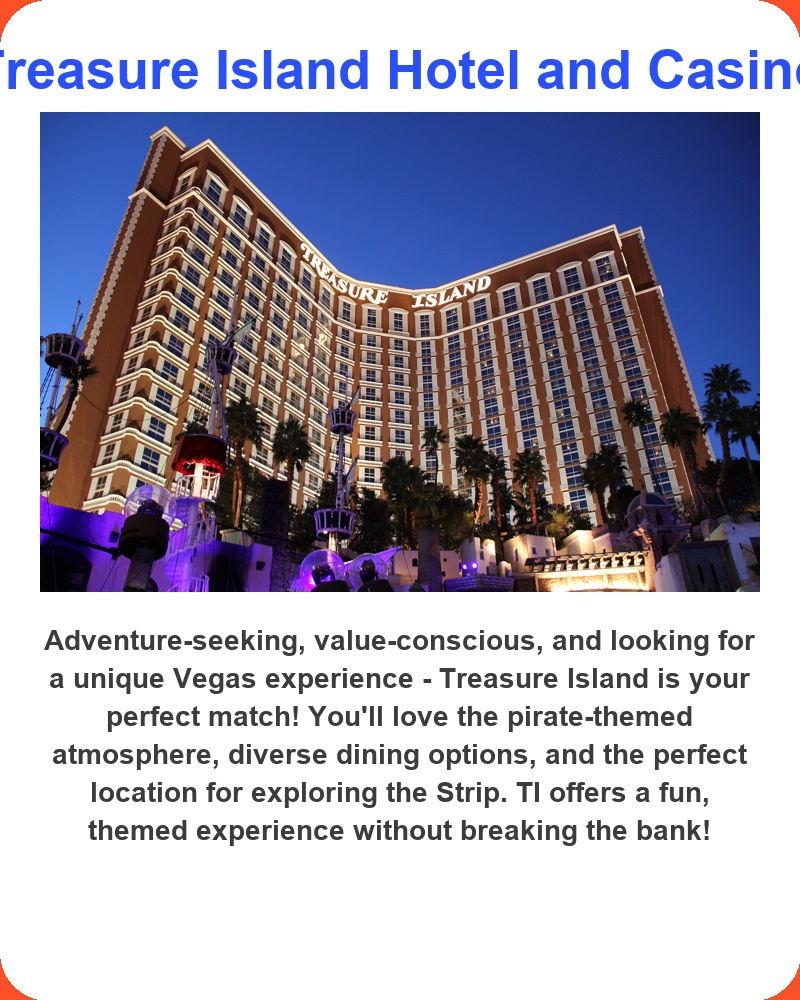 Treasure Island Hotel and Casino
TREASURE ISLAND
Adventure-seeking, value-conscious, and looking for
a unique Vegas experience - Treasure Island is your
perfect match! You'll love the pirate-themed
atmosphere, diverse dining options, and the perfect
location for exploring the Strip. TI offers a fun,
themed experience without breaking the bank!